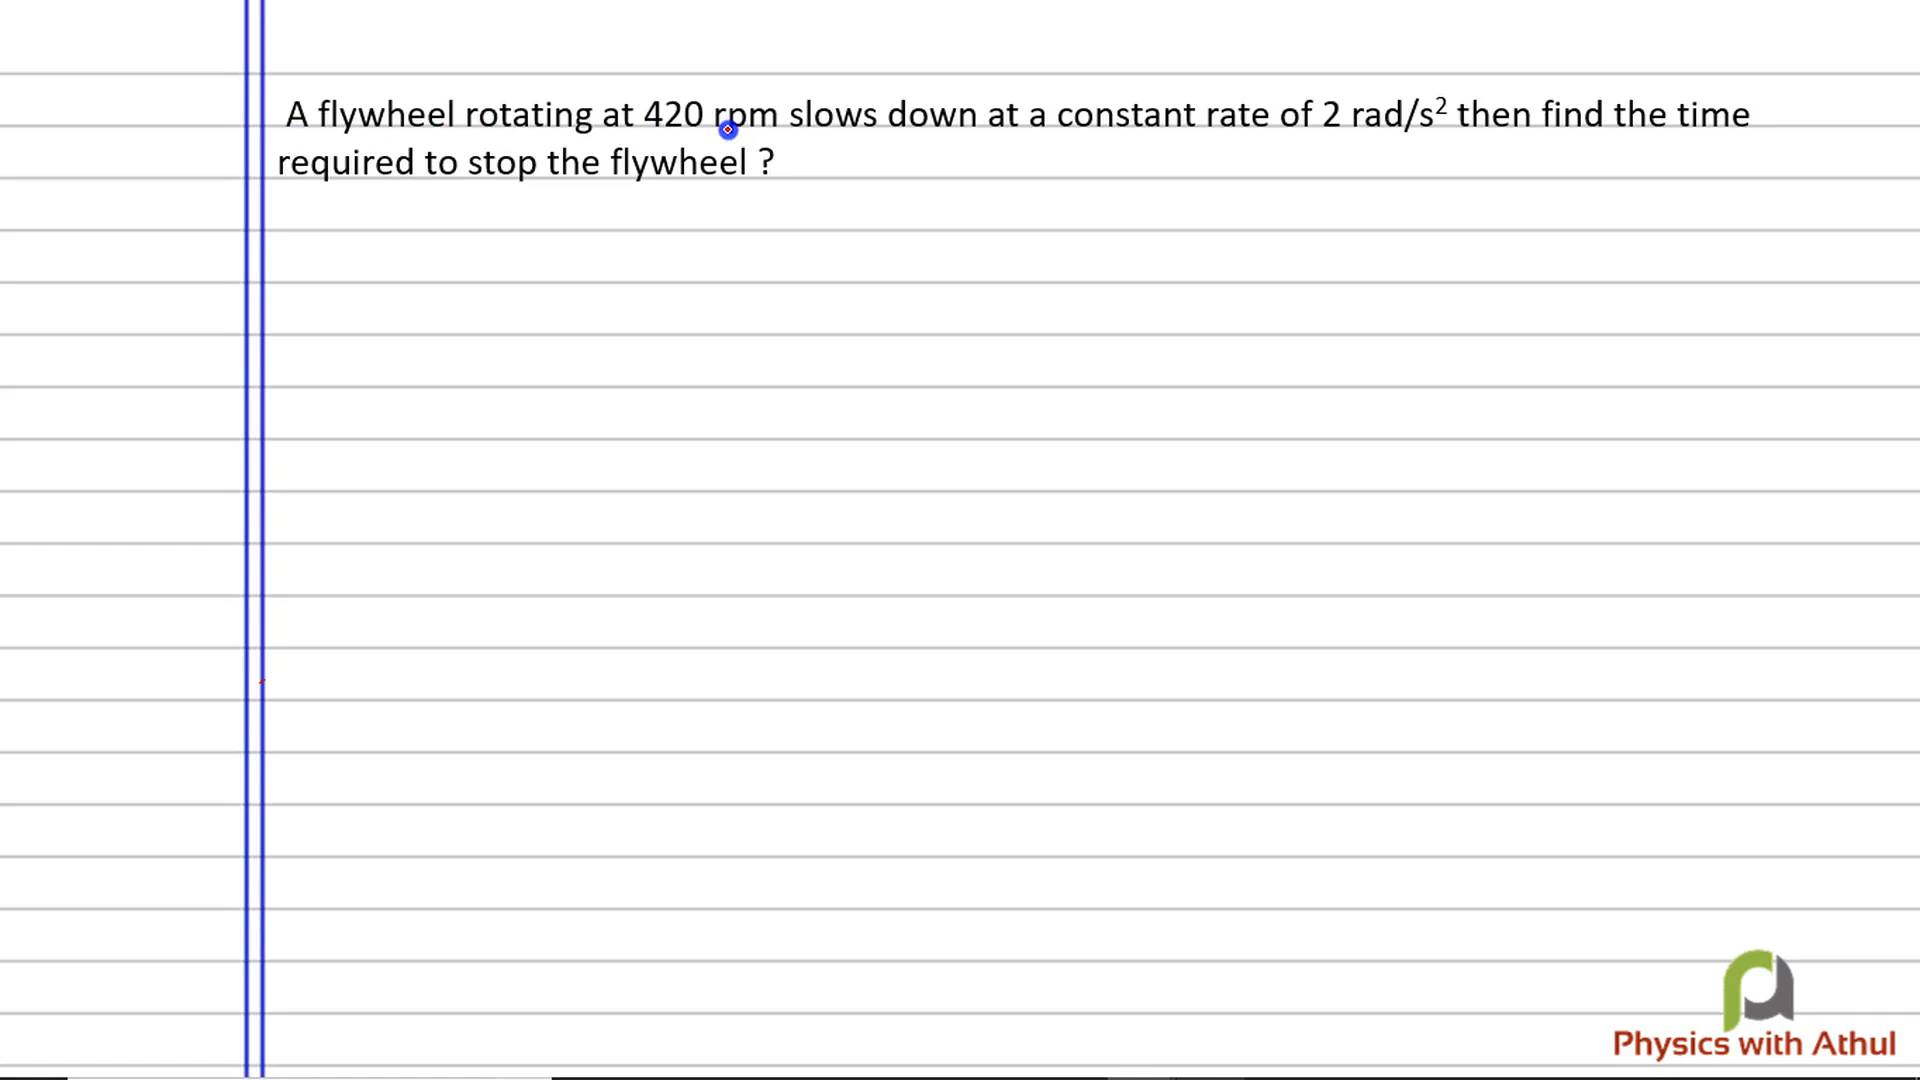 A flywheel rotating at 420 rpm slows down at a constant rate of 2 rad/s² then find the time
required to stop the flywheel ?
Physics with Athul